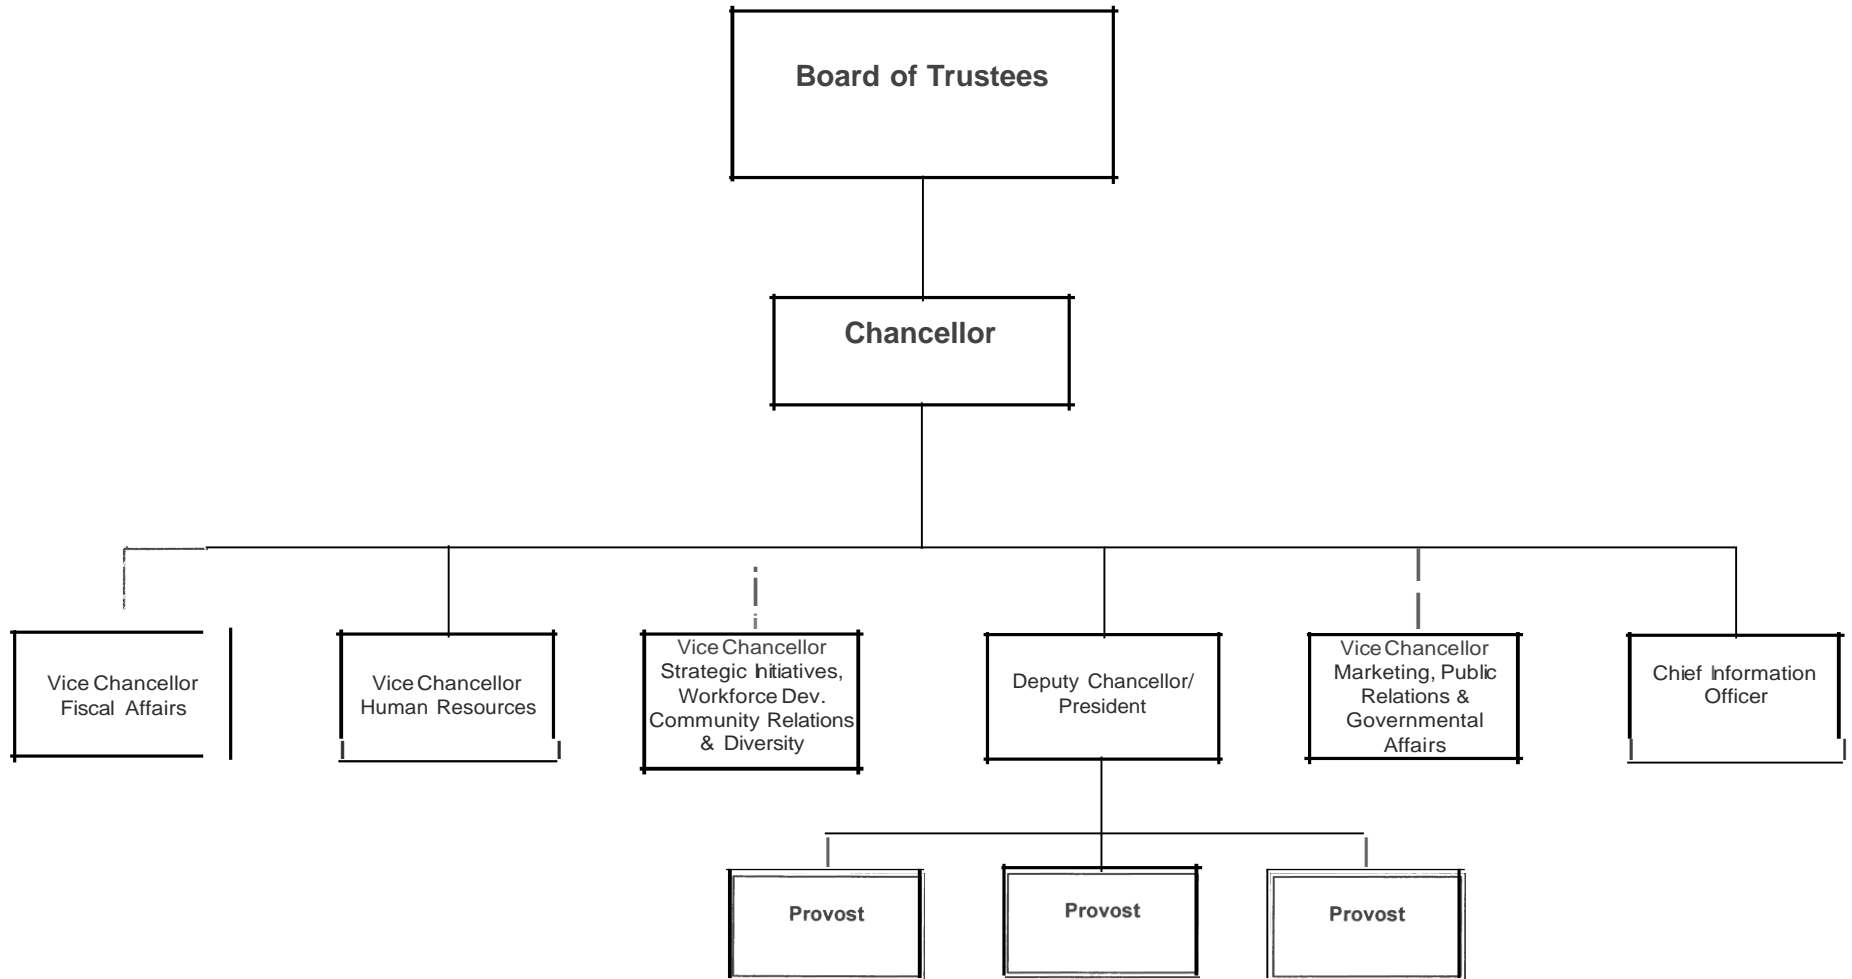 Board of Trustees
Chancellor
Vice Chancellor
Fiscal Affairs
Vice Chancellor
Human Resources
Vice Chancellor
Strategic Initiatives,
Workforce Dev.
Community Relations
& Diversity
Deputy Chancellor/
President
Vice Chancellor
Marketing, Public
Relations &
Governmental
Affairs
Chief Information
Officer
Provost
Provost
Provost